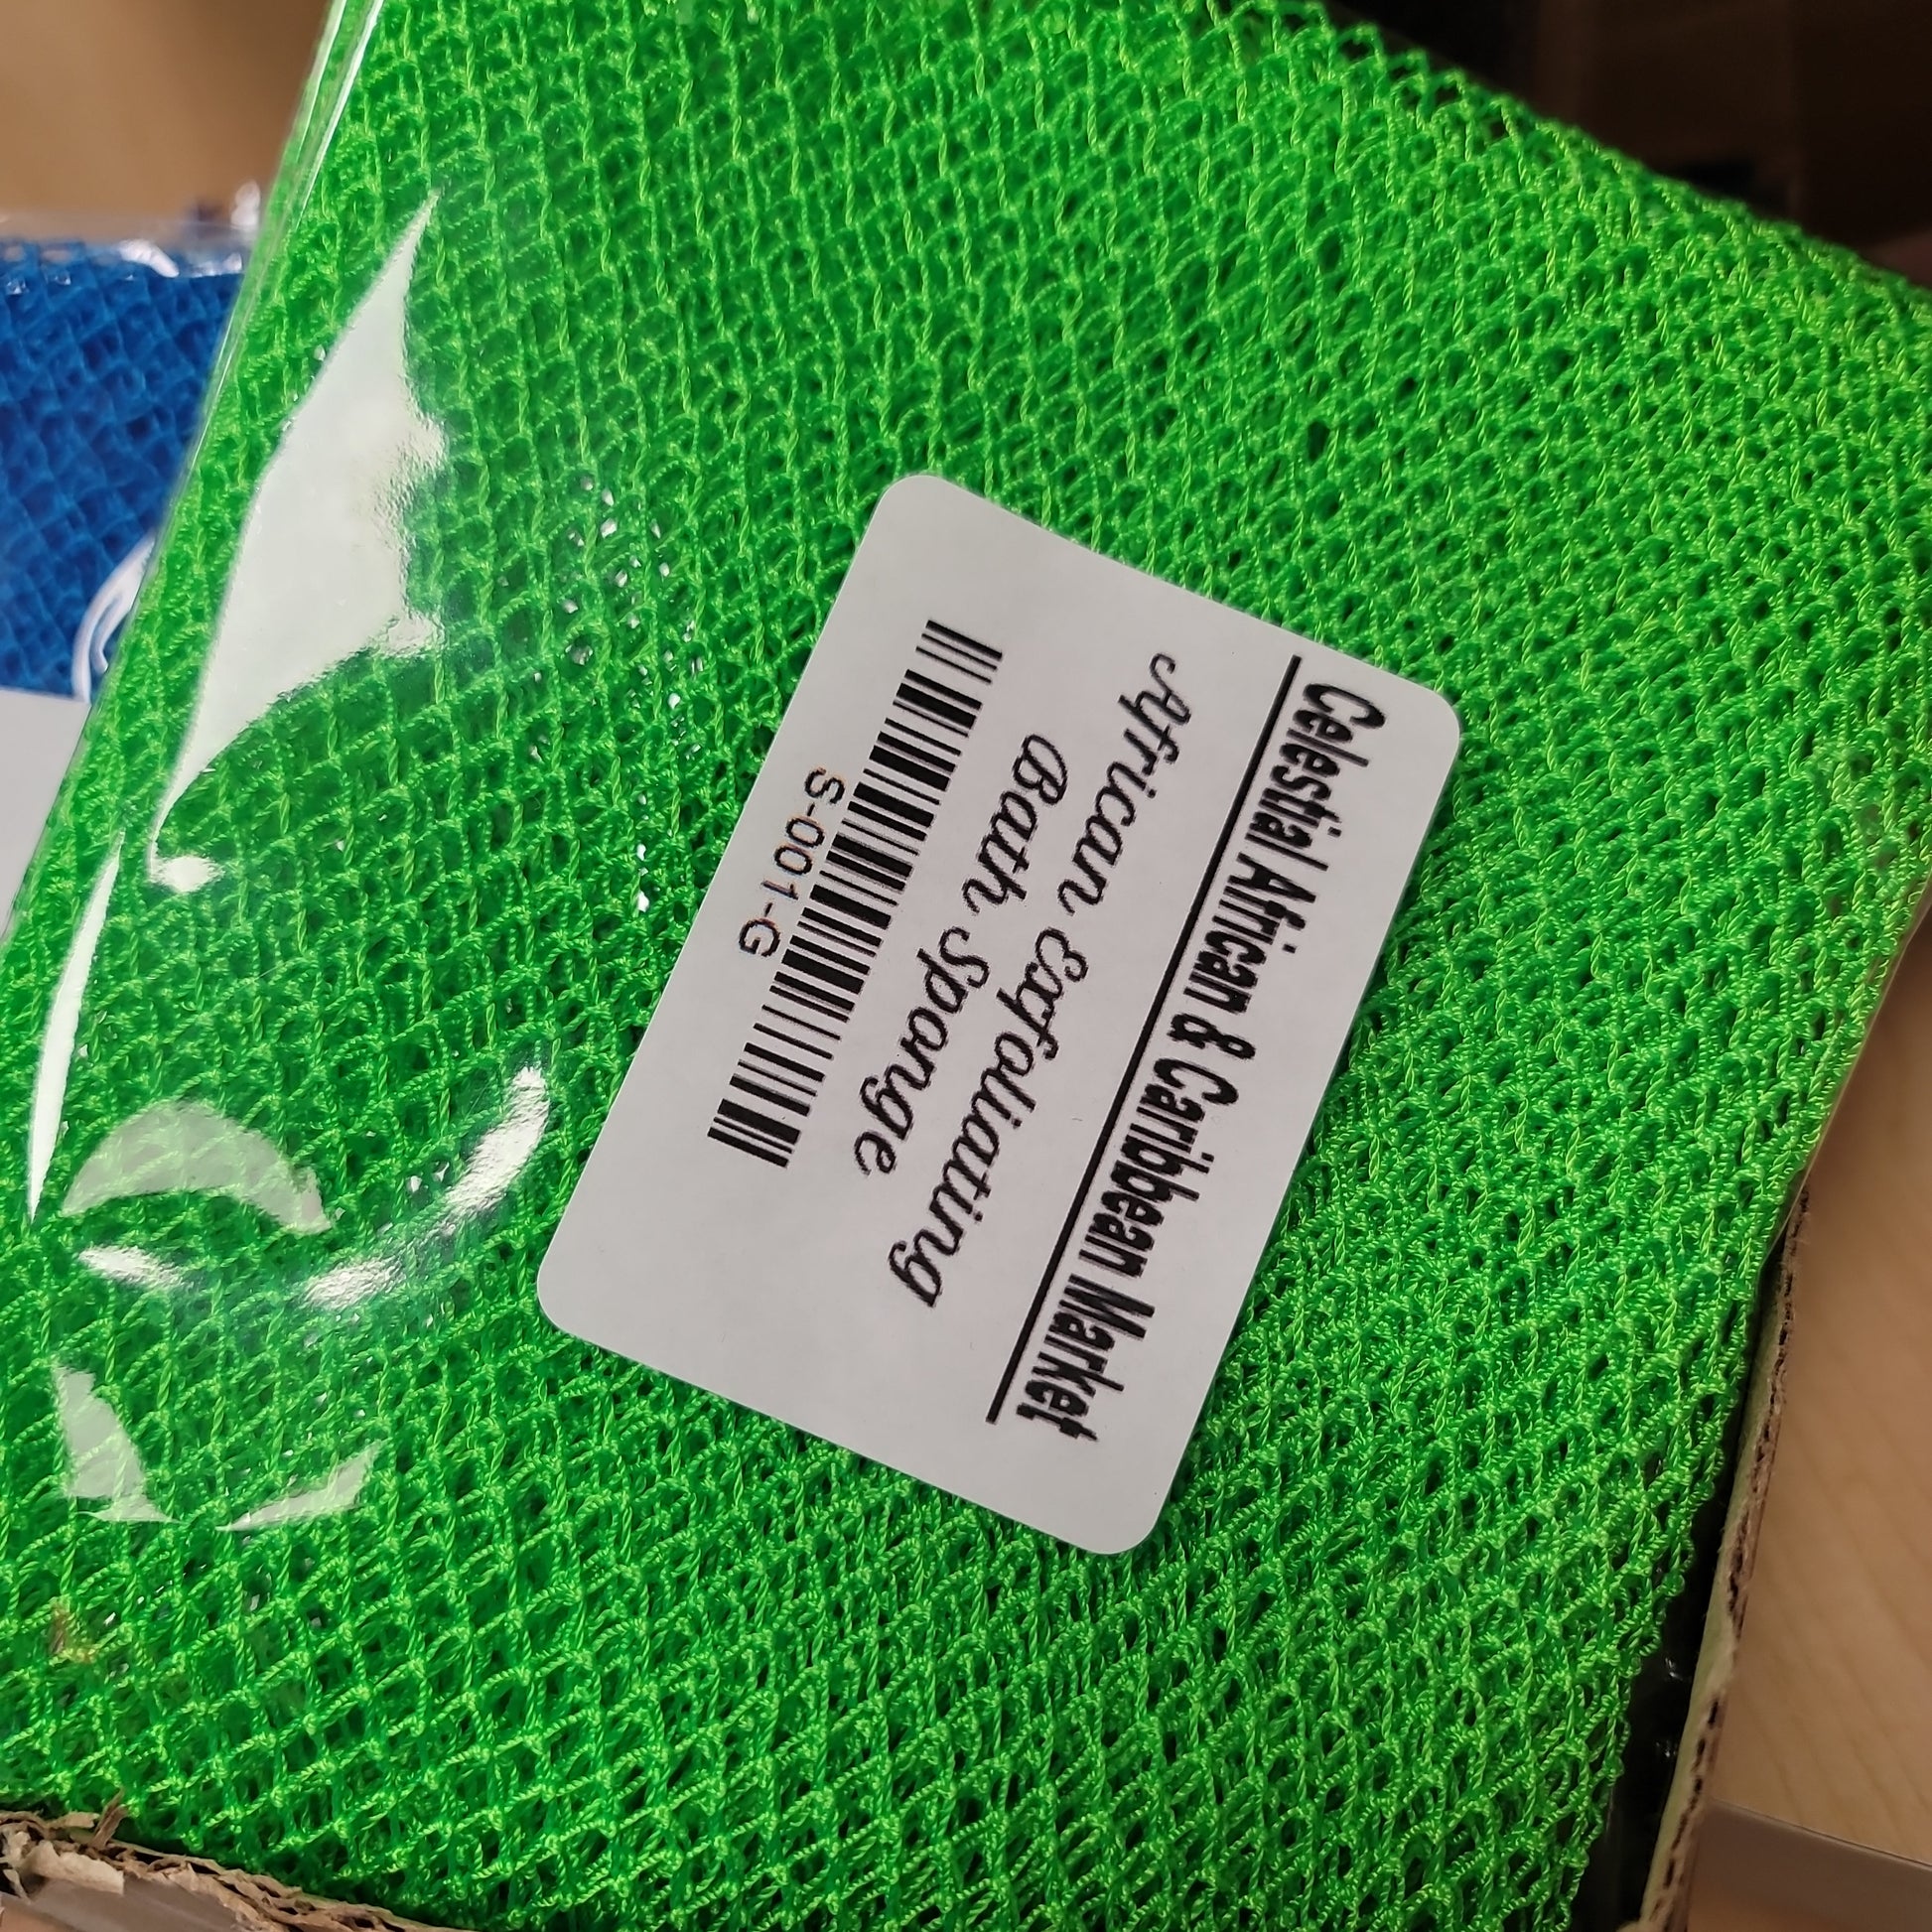 Celestial African & Caribbean Market
African Exfoliating
Bath Sponge
S-001-G